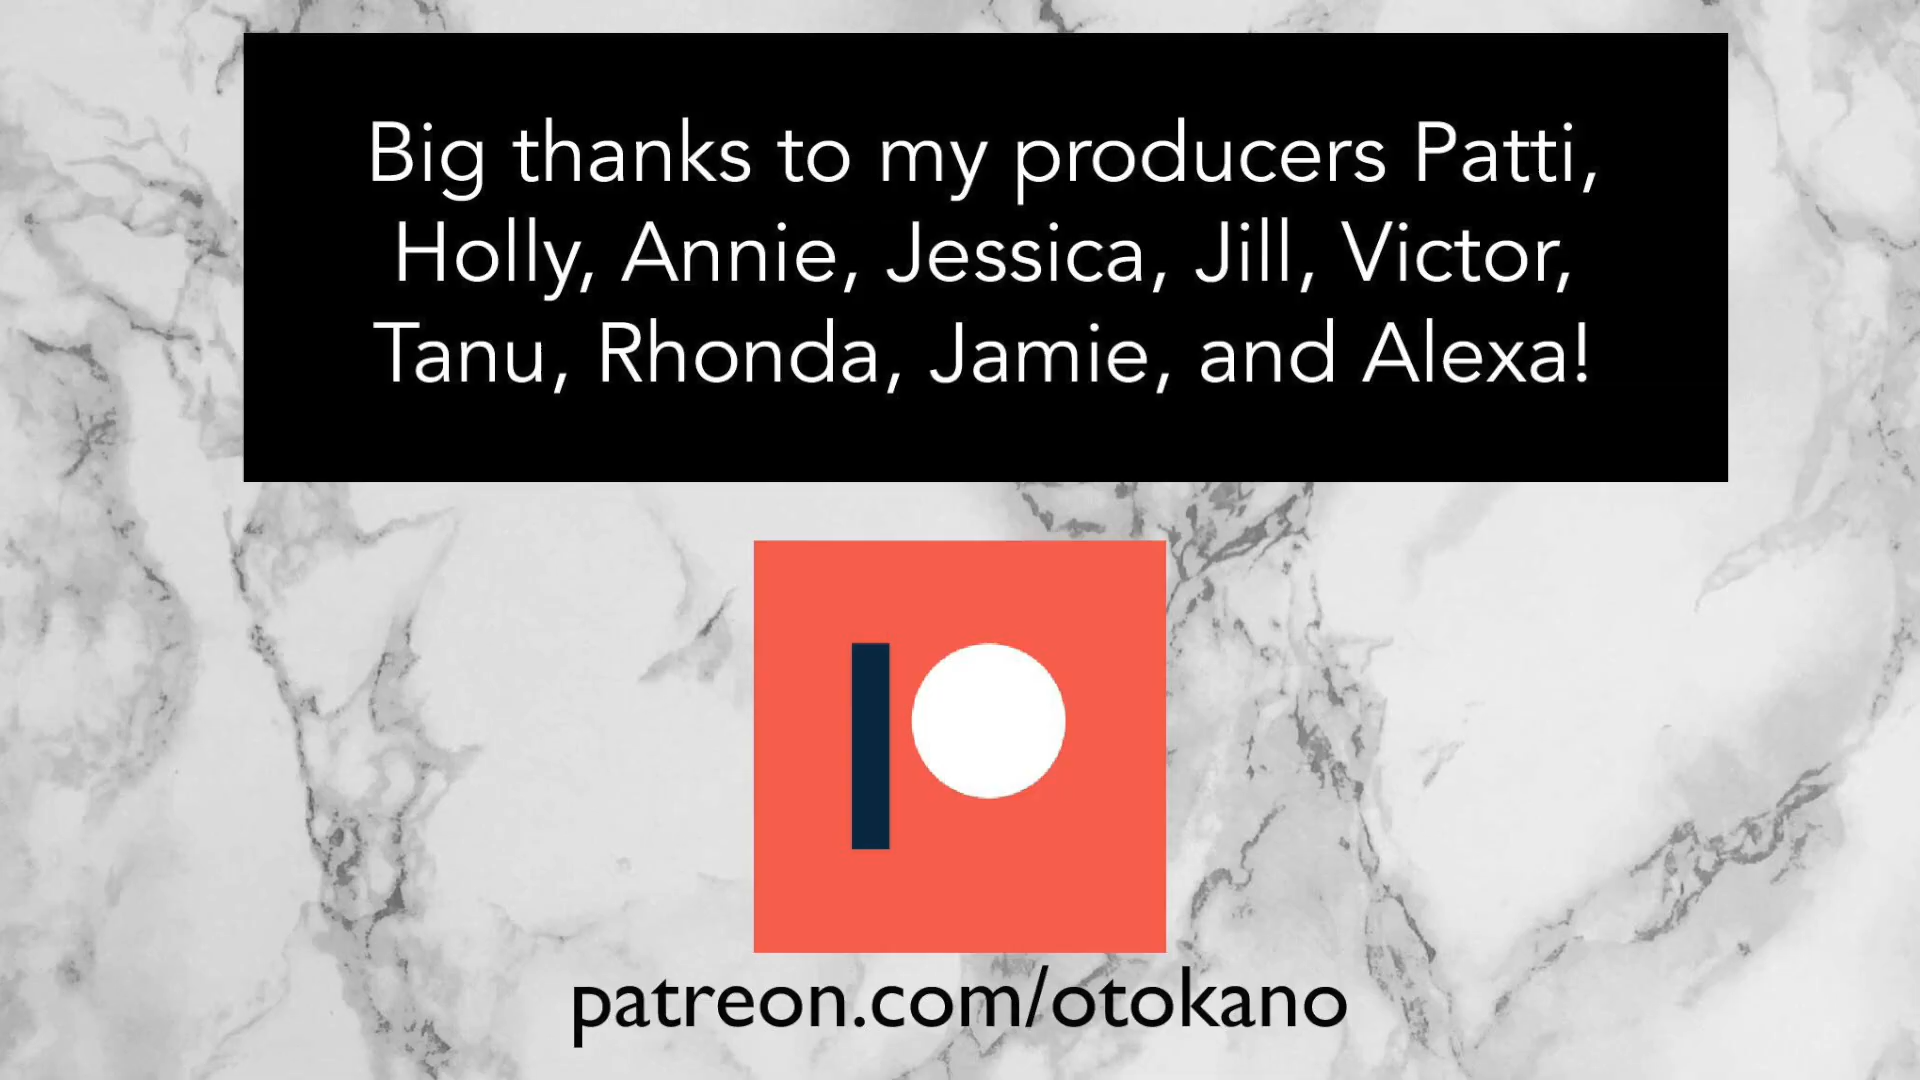 Big thanks to my producers Patti,
Holly, Annie, Jessica, Jill, Victor,
Tanu, Rhonda, Jamie, and Alexa!
patreon.com/otokano